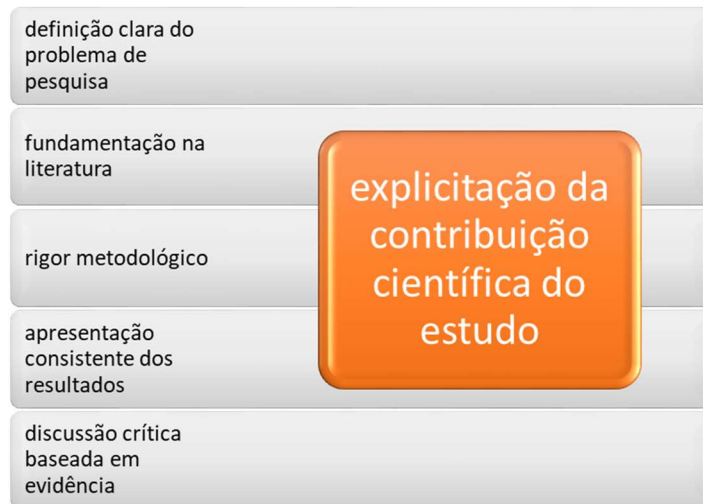 definição clara do
problema de
pesquisa
fundamentação na
literatura
rigor metodológico
apresentação
consistente dos
resultados
discussão crítica
baseada em
evidência
explicitação da
contribuição
científica do
estudo